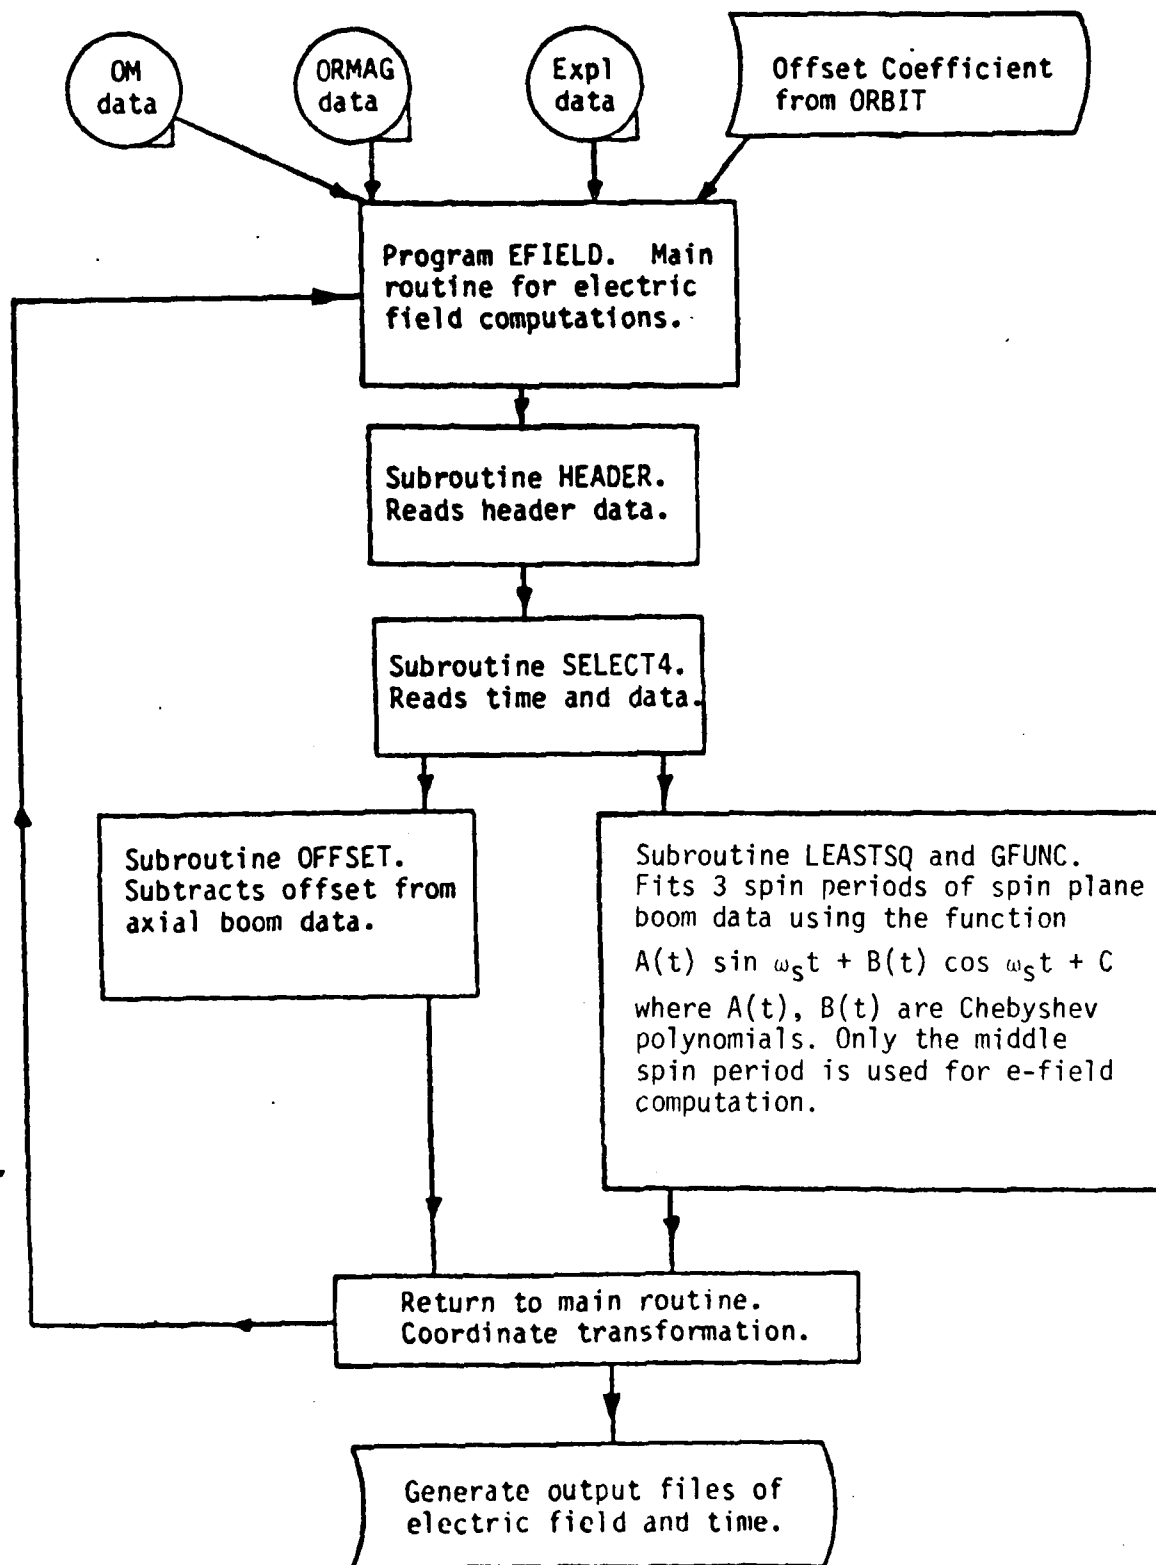 OM
data
ORMAG
data
Expl
data
Offset Coefficient
from ORBIT
Program EFIELD. Main
routine for electric
field computations.
Subroutine HEADER.
Reads header data.
Subroutine SELECT4.
Reads time and data.
Subroutine OFFSET.
Subtracts offset from
axial boom data.
Subroutine LEASTSQ and GFUNC.
Fits 3 spin periods of spin plane
boom data using the function
A(t) sin ωₛt + B(t) cos ωₛt + C
where A(t), B(t) are Chebyshev
polynomials. Only the middle
spin period is used for e-field
computation.
Return to main routine.
Coordinate transformation.
Generate output files of
electric field and time.